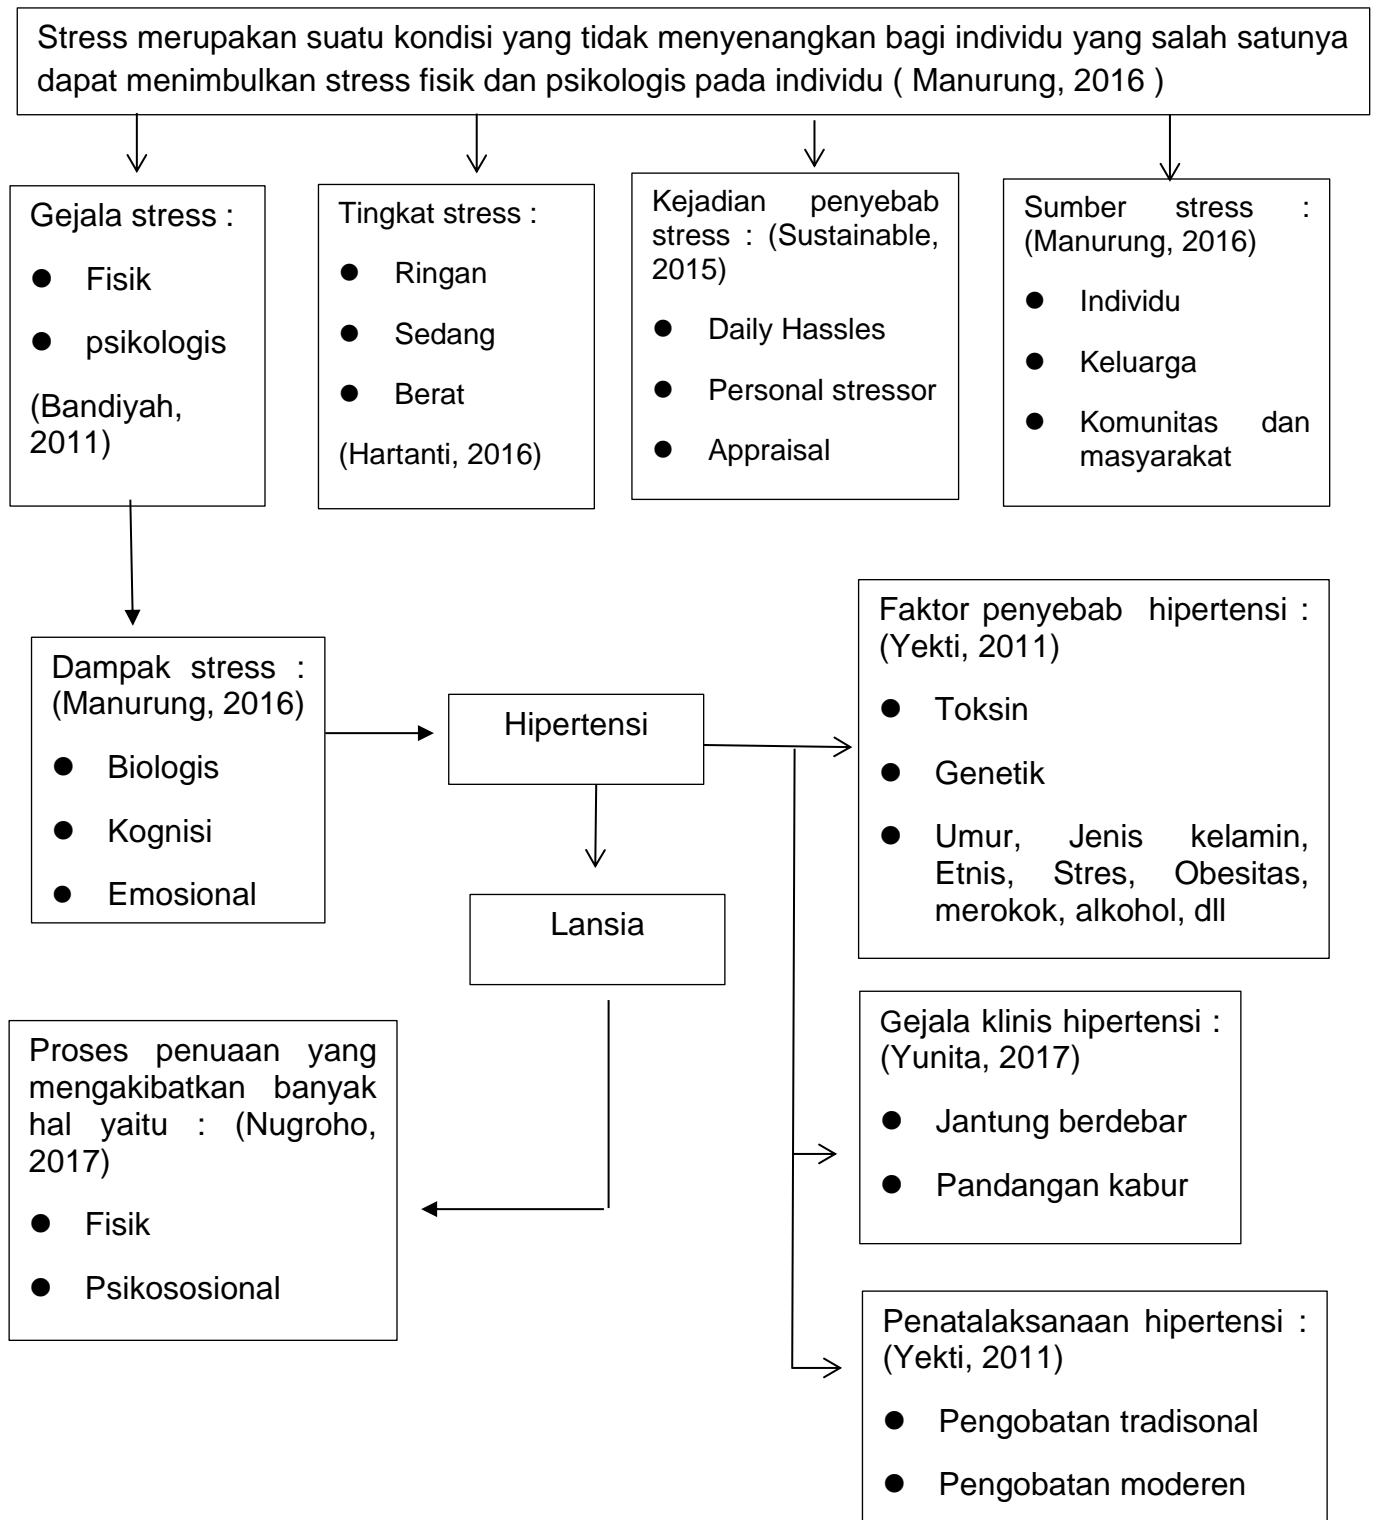 Stress merupakan suatu kondisi yang tidak menyenangkan bagi individu yang salah satunya
dapat menimbulkan stress fisik dan psikologis pada individu ( Manurung, 2016 )
Gejala stress :
● Fisik
● psikologis
(Bandiyah,
2011)
Tingkat stress :
● Ringan
● Sedang
● Berat
(Hartanti, 2016)
Kejadian penyebab
stress : (Sustainable,
2015)
● Daily Hassles
● Personal stressor
● Appraisal
Sumber stress :
(Manurung, 2016)
● Individu
● Keluarga
● Komunitas dan
masyarakat
Dampak stress :
(Manurung, 2016)
● Biologis
● Kognisi
● Emosional
Hipertensi
Lansia
Faktor penyebab hipertensi :
(Yekti, 2011)
● Toksin
● Genetik
● Umur, Jenis kelamin,
Etnis, Stres, Obesitas,
merokok, alkohol, dll
Gejala klinis hipertensi :
(Yunita, 2017)
● Jantung berdebar
● Pandangan kabur
Proses penuaan yang
mengakibatkan banyak
hal yaitu : (Nugroho,
2017)
● Fisik
● Psikososional
Penatalaksanaan hipertensi :
(Yekti, 2011)
● Pengobatan tradisonal
● Pengobatan moderen